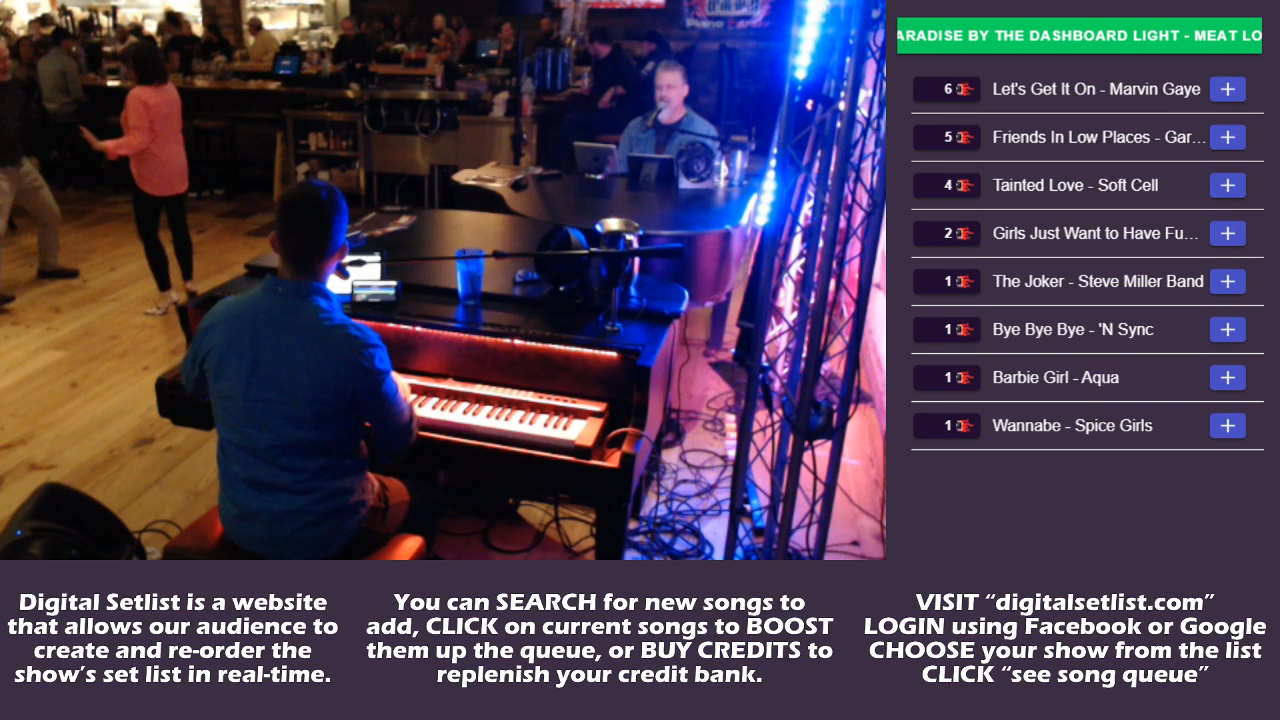 ARADISE BY THE DASHBOARD LIGHT - MEAT LO
6 Let's Get It On - Marvin Gaye +
5 Friends In Low Places - Gar... +
4 Tainted Love - Soft Cell +
2 Girls Just Want to Have Fu... +
1 The Joker - Steve Miller Band +
1 Bye Bye Bye - 'N Sync +
1 Barbie Girl - Aqua +
1 Wannabe - Spice Girls +
Digital Setlist is a website
that allows our audience to
create and re-order the
show's set list in real-time.
You can SEARCH for new songs to
add, CLICK on current songs to BOOST
them up the queue, or BUY CREDITS to
replenish your credit bank.
VISIT “digitalsetlist.com”
LOGIN using Facebook or Google
CHOOSE your show from the list
CLICK “see song queue”